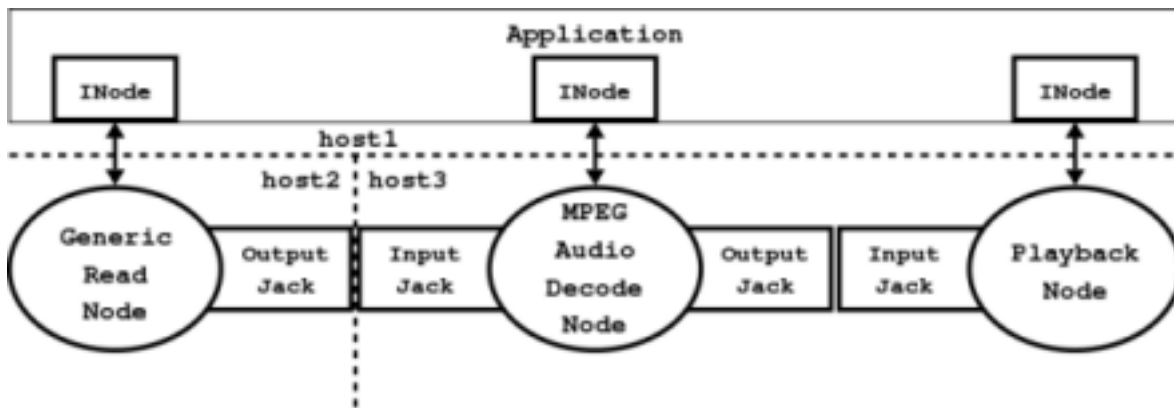 Application
INode INode INode
host1
host2 host3
Generic
Read
Node
Output
Jack
Input
Jack
MPEG
Audio
Decode
Node
Output
Jack
Input
Jack
Playback
Node